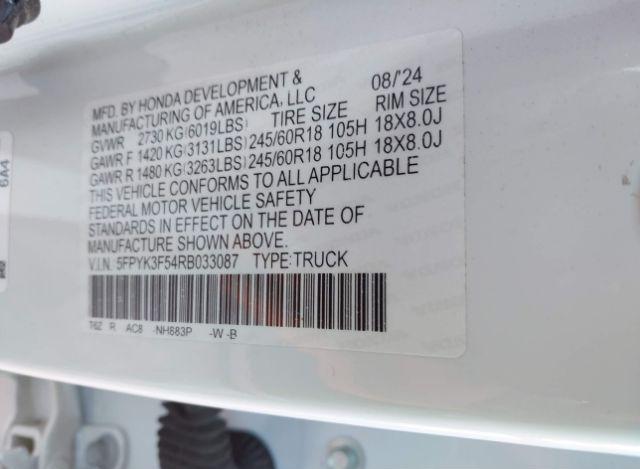 MFD. BY HONDA DEVELOPMENT & 08/'24
MANUFACTURING OF AMERICA, LLC
GVWR 2730 KG(6019LBS) TIRE SIZE RIM SIZE
GAWR F 1420 KG(3131LBS) 245/60R18 105H 18X8.0J
GAWR R 1480 KG(3263LBS) 245/60R18 105H 18X8.0J
THIS VEHICLE CONFORMS TO ALL APPLICABLE
FEDERAL MOTOR VEHICLE SAFETY
STANDARDS IN EFFECT ON THE DATE OF
MANUFACTURE SHOWN ABOVE.
V.I.N. 5FPYK3F54RB033087 TYPE:TRUCK
T6Z R AC8 -NH683P -W -B
6A4